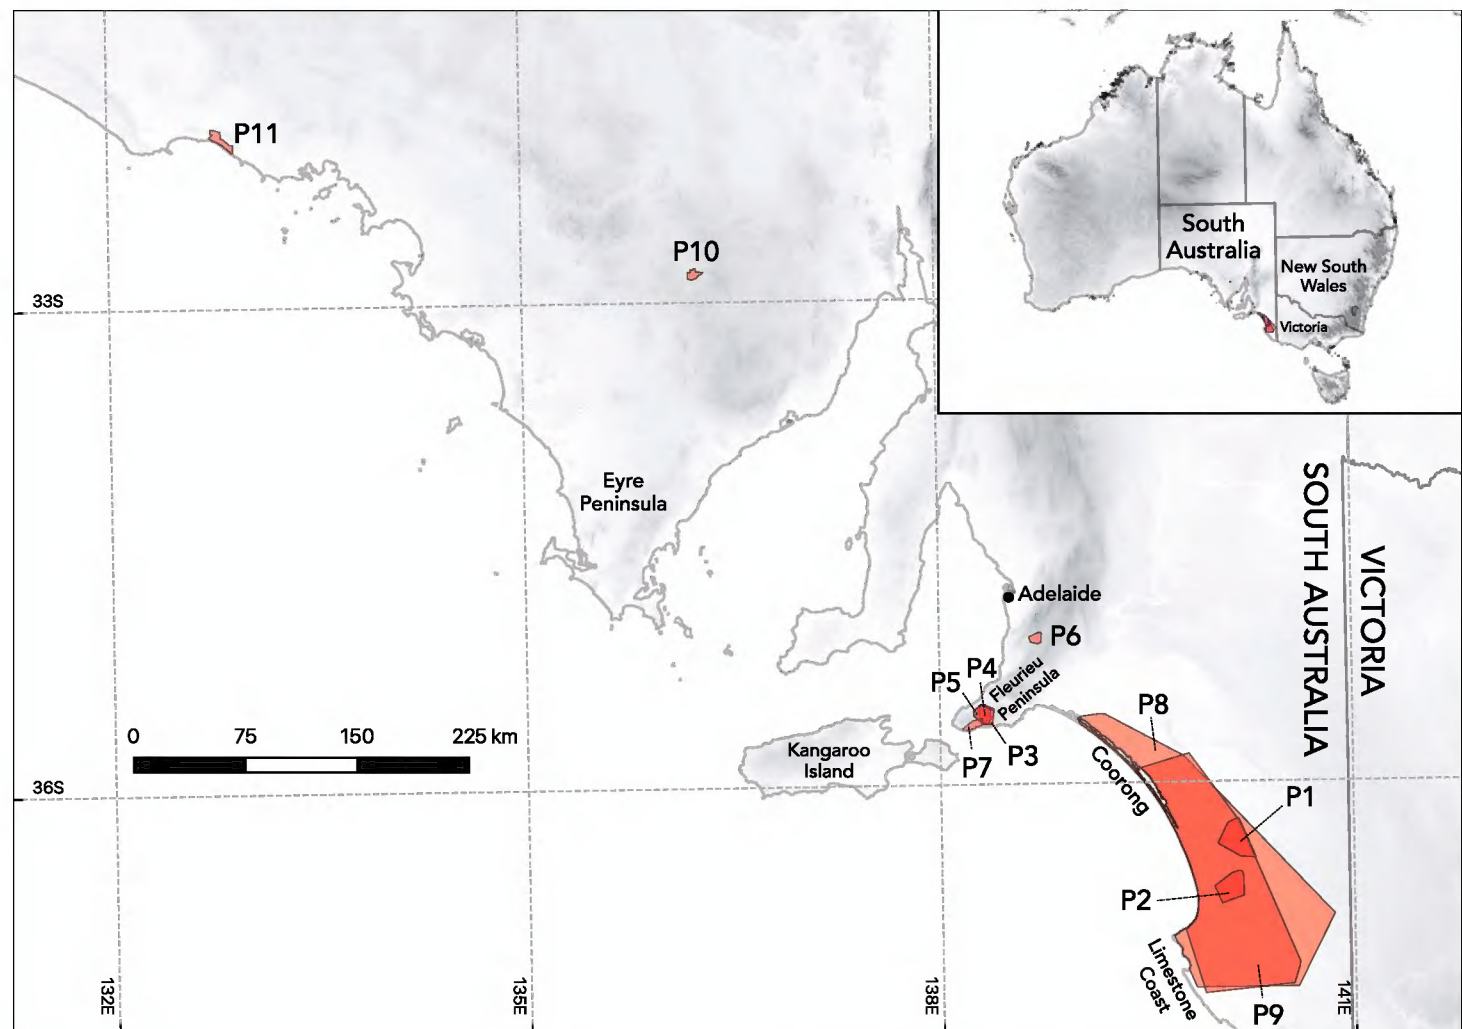 P11
P10
33S
South
Australia
New South
Wales
Victoria
Eyre
Peninsula
SOUTH AUSTRALIA
VICTORIA
Adelaide
P6
P4
P5
Fleurieu
Peninsula
P8
0 75 150 225 km
Kangaroo
Island
P7
P3
Coorong
36S
P1
P2
Limestone
Coast
P9
132E
135E
138E
141E